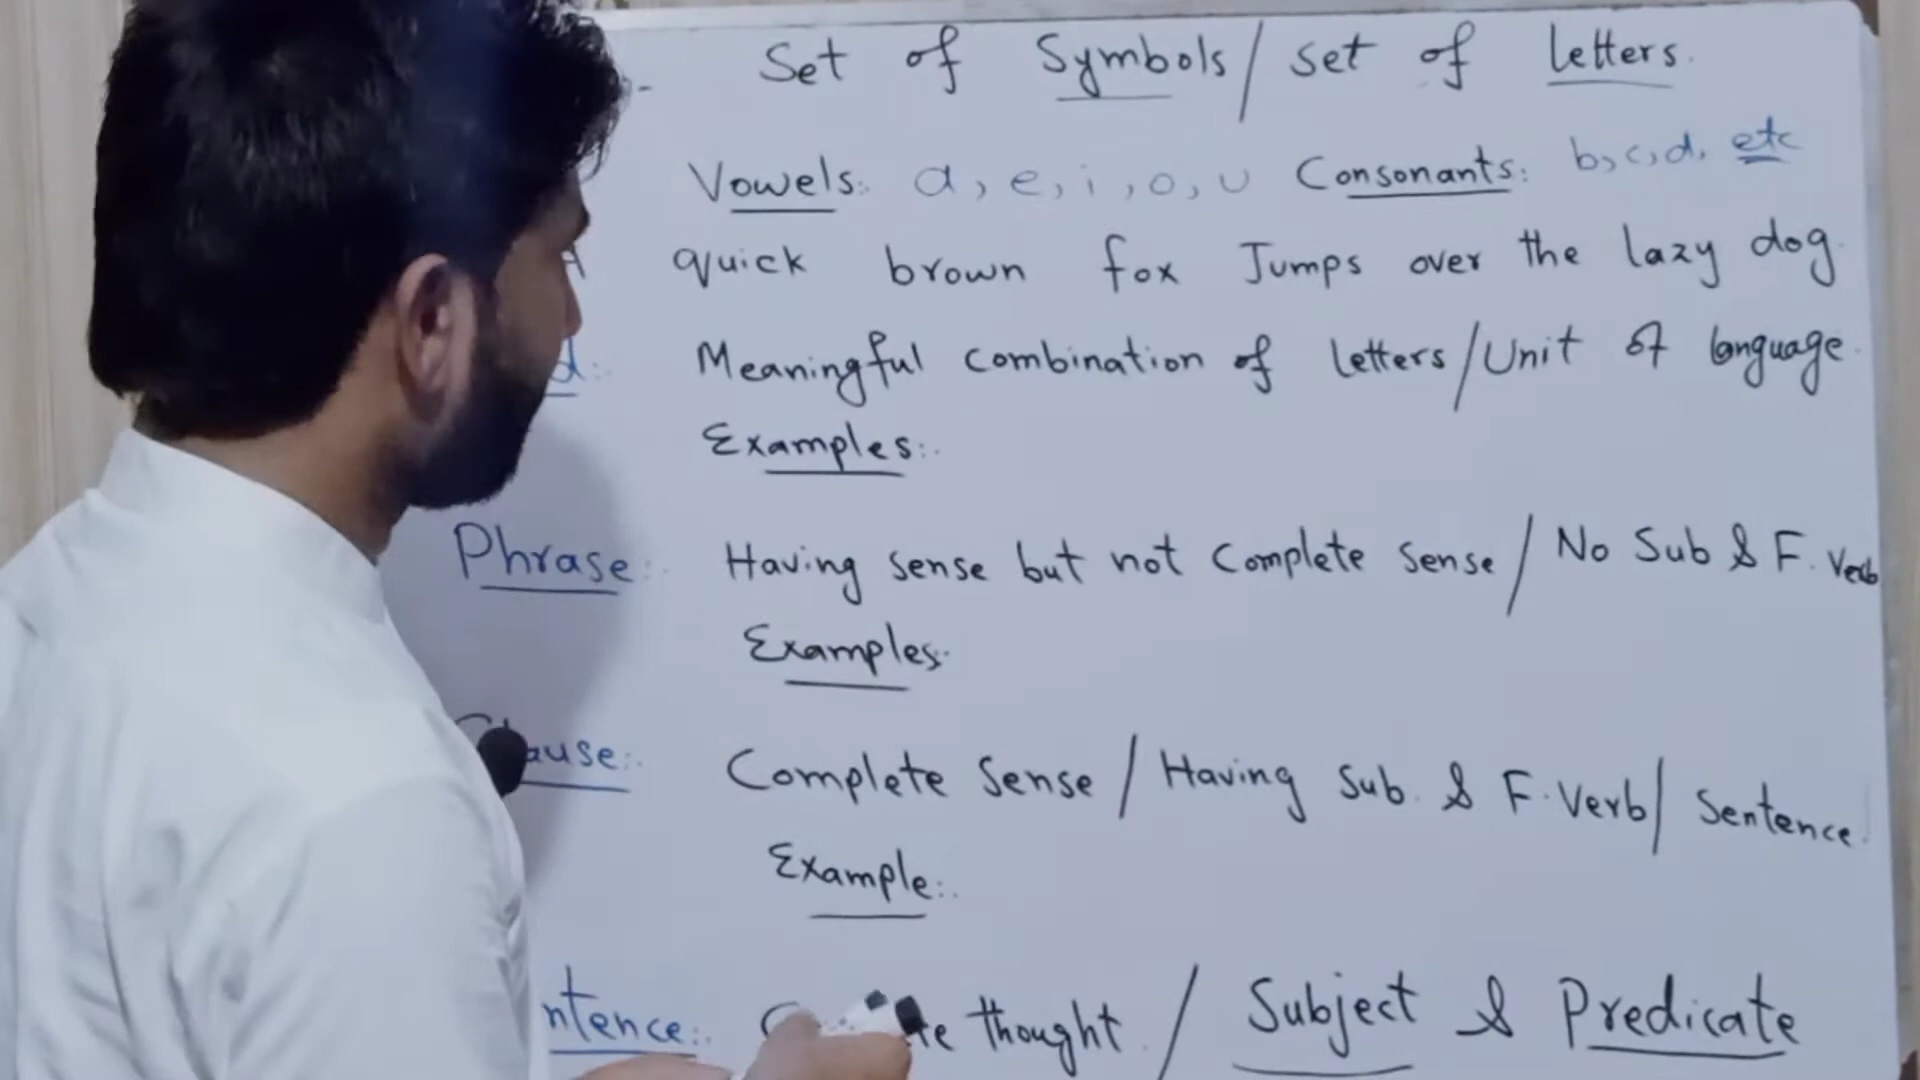 Set of Symbols / set of letters.
Vowels: a, e, i, o, u Consonants: b, c, d, etc
quick brown fox Jumps over the lazy dog.
Meaningful combination of letters / Unit of language.
Examples:.
Phrase:. Having sense but not Complete Sense / No Sub & F. Verb
Examples.
Complete Sense / Having Sub. & F. Verb / Sentence.
Example:.
thought. / Subject & Predicate